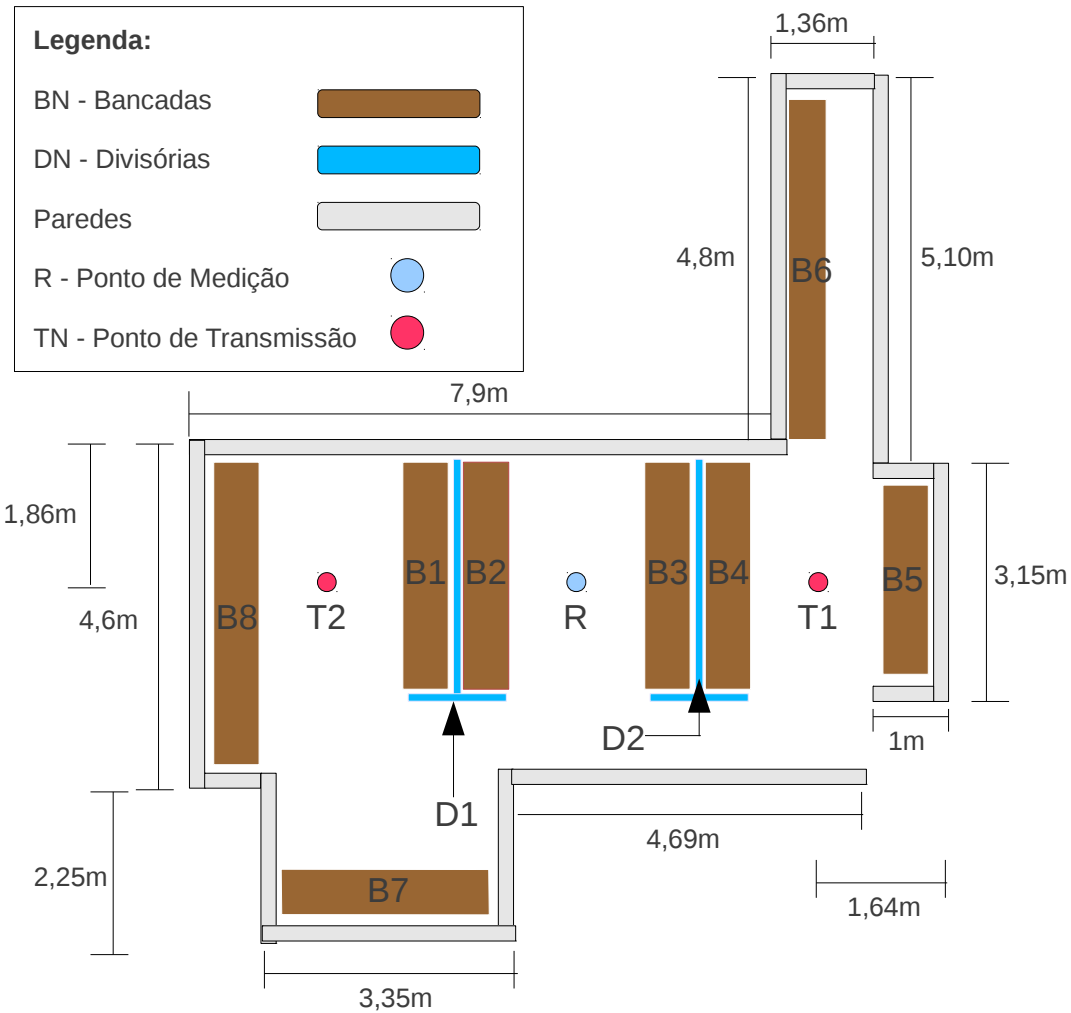 Legenda:
BN - Bancadas
DN - Divisórias
Paredes
R - Ponto de Medição
TN - Ponto de Transmissão
1,36m
4,8m
5,10m
B6
7,9m
1,86m
4,6m
B8
T2
B1
B2
R
B3
B4
T1
B5
3,15m
D2
1m
D1
4,69m
2,25m
B7
1,64m
3,35m